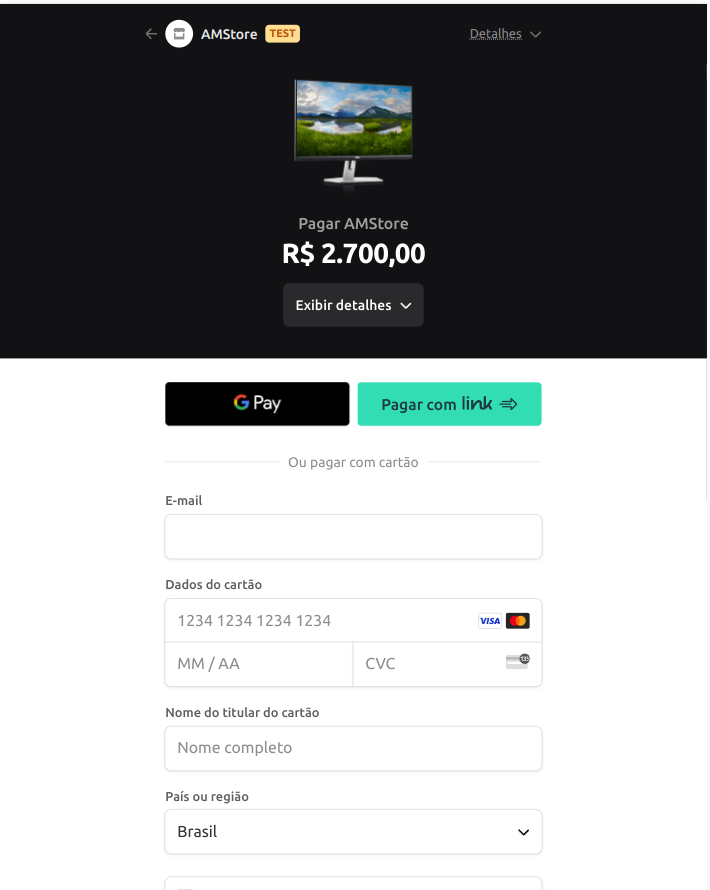 AMStore TEST Detalhes
Pagar AMStore
R$ 2.700,00
Exibir detalhes
G Pay Pagar com link
Ou pagar com cartão
E-mail
Dados do cartão
1234 1234 1234 1234 VISA
MM / AA CVC 135
Nome do titular do cartão
Nome completo
País ou região
Brasil